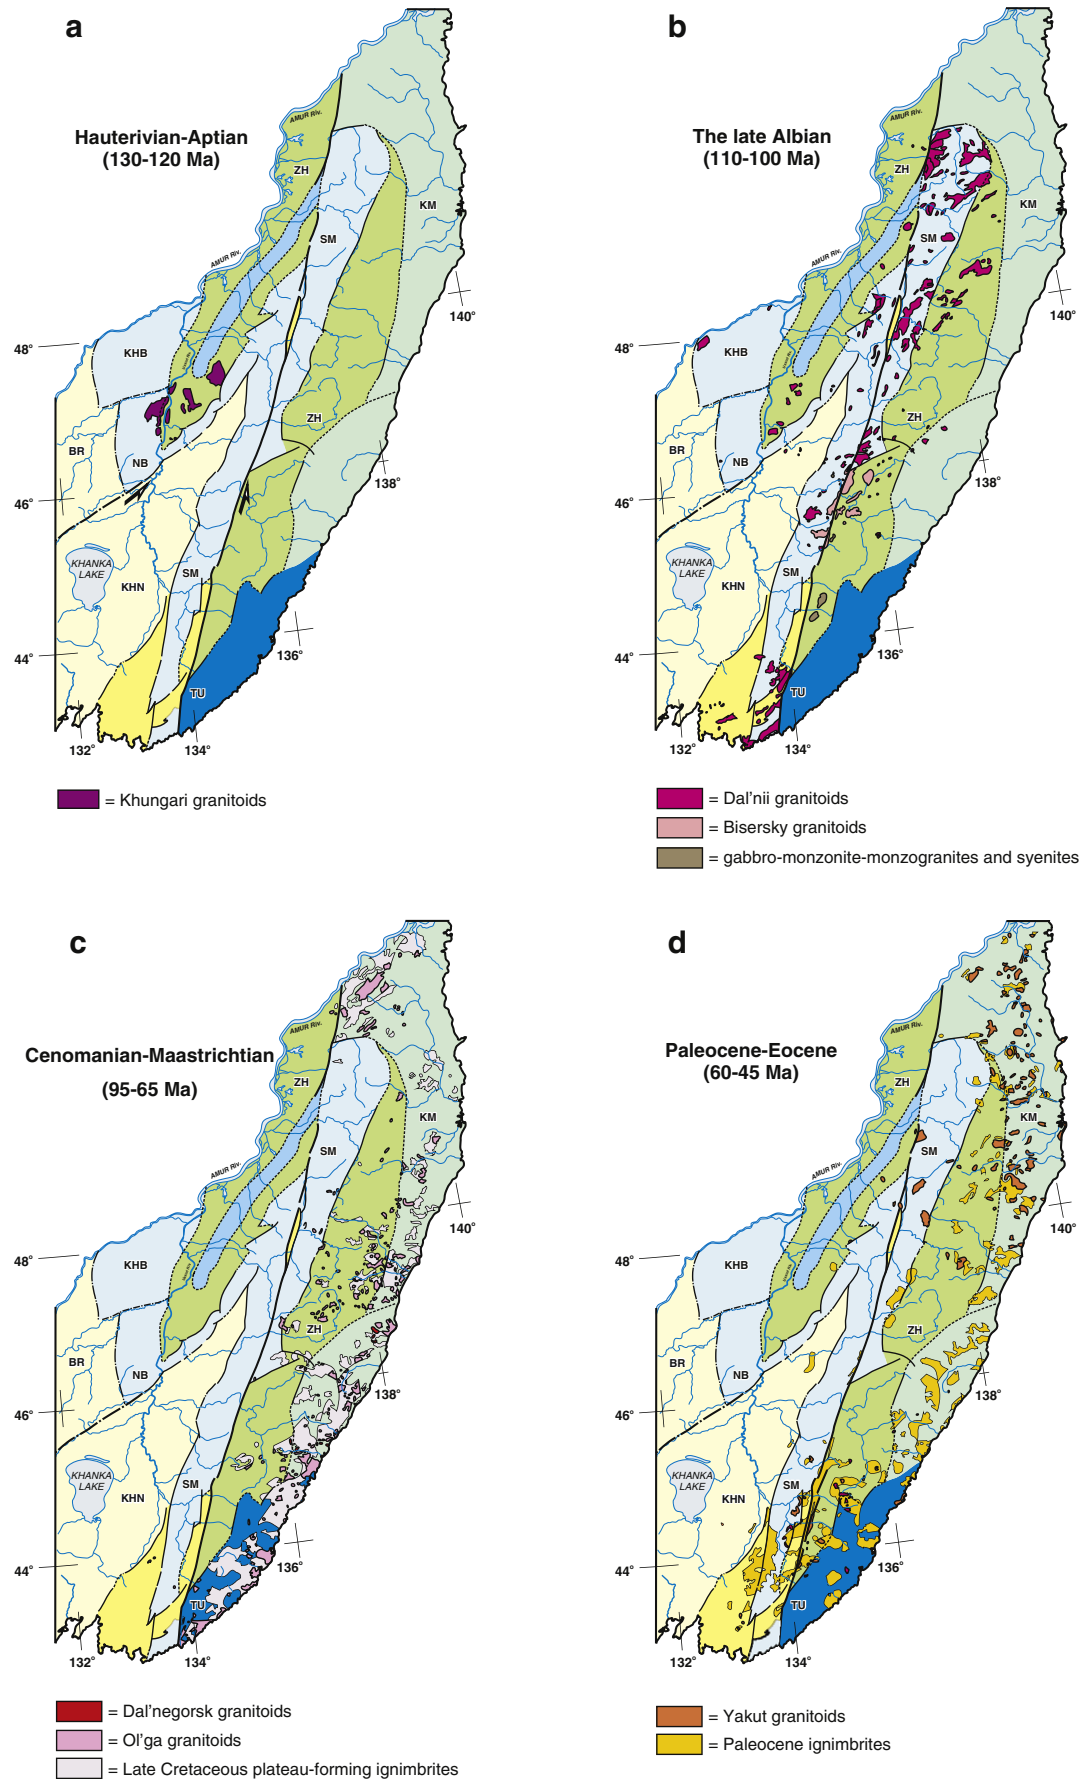 a
Hauterivian-Aptian
(130-120 Ma)
AMUR Riv.
ZH
KM
SM
AMUR Riv.
140°
48°
KHB
ZH
BR
NB
138°
46°
KHANKA
LAKE
KHN
SM
136°
44°
TU
132°
134°
= Khungari granitoids
b
The late Albian
(110-100 Ma)
AMUR Riv.
ZH
KM
SM
AMUR Riv.
140°
48°
KHB
ZH
BR
NB
138°
46°
KHANKA
LAKE
KHN
SM
136°
44°
TU
132°
134°
= Dal'nii granitoids
= Bisersky granitoids
= gabbro-monzonite-monzogranites and syenites
c
Cenomanian-Maastrichtian
(95-65 Ma)
AMUR Riv.
ZH
KM
SM
AMUR Riv.
140°
48°
KHB
ZH
BR
NB
138°
46°
KHANKA
LAKE
KHN
SM
136°
44°
TU
132°
134°
= Dal'negorsk granitoids
= Ol'ga granitoids
= Late Cretaceous plateau-forming ignimbrites
d
Paleocene-Eocene
(60-45 Ma)
AMUR Riv.
ZH
KM
SM
AMUR Riv.
140°
48°
KHB
ZH
BR
NB
138°
46°
KHANKA
LAKE
KHN
SM
136°
44°
TU
132°
134°
= Yakut granitoids
= Paleocene ignimbrites